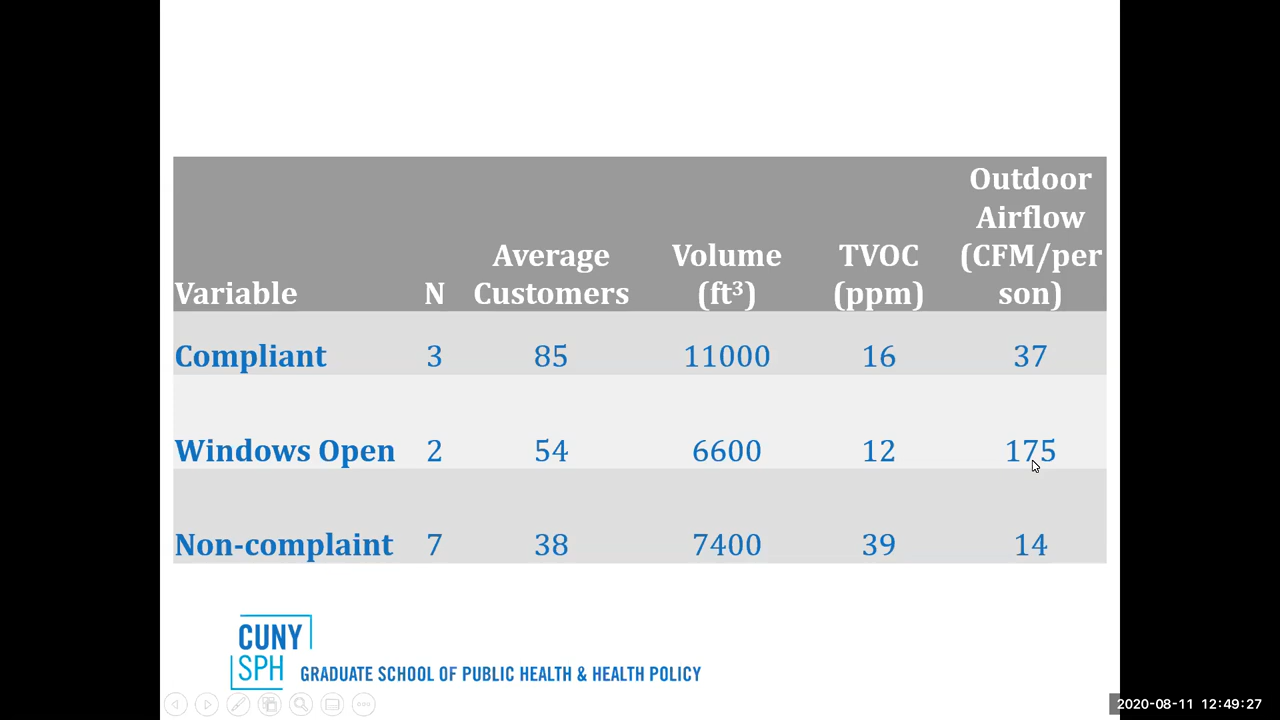 Variable N Average Customers Volume (ft³) TVOC (ppm) Outdoor Airflow (CFM/per son)
Compliant 3 85 11000 16 37
Windows Open 2 54 6600 12 175
Non-complaint 7 38 7400 39 14
CUNY
SPH GRADUATE SCHOOL OF PUBLIC HEALTH & HEALTH POLICY
2020-08-11 12:49:27